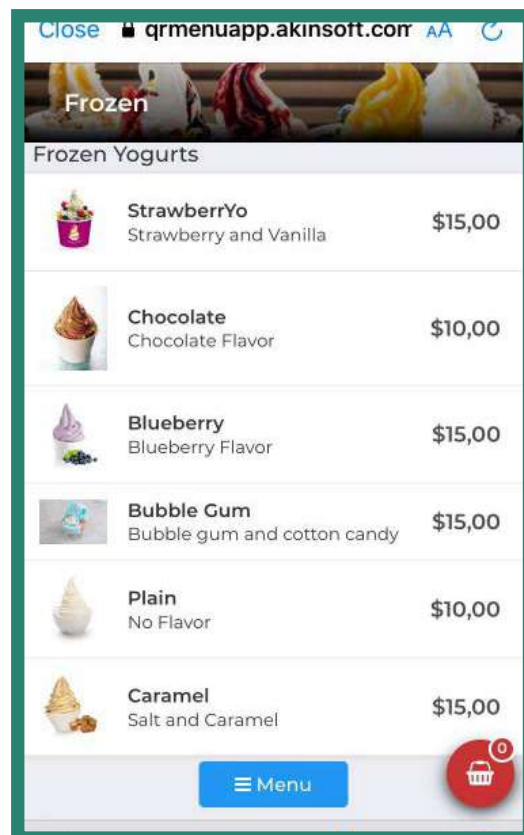 Close qrmenuapp.akinsoft.com AA
Frozen
Frozen Yogurts
StrawberrYo
Strawberry and Vanilla
$15,00
Chocolate
Chocolate Flavor
$10,00
Blueberry
Blueberry Flavor
$15,00
Bubble Gum
Bubble gum and cotton candy
$15,00
Plain
No Flavor
$10,00
Caramel
Salt and Caramel
$15,00
0
Menu